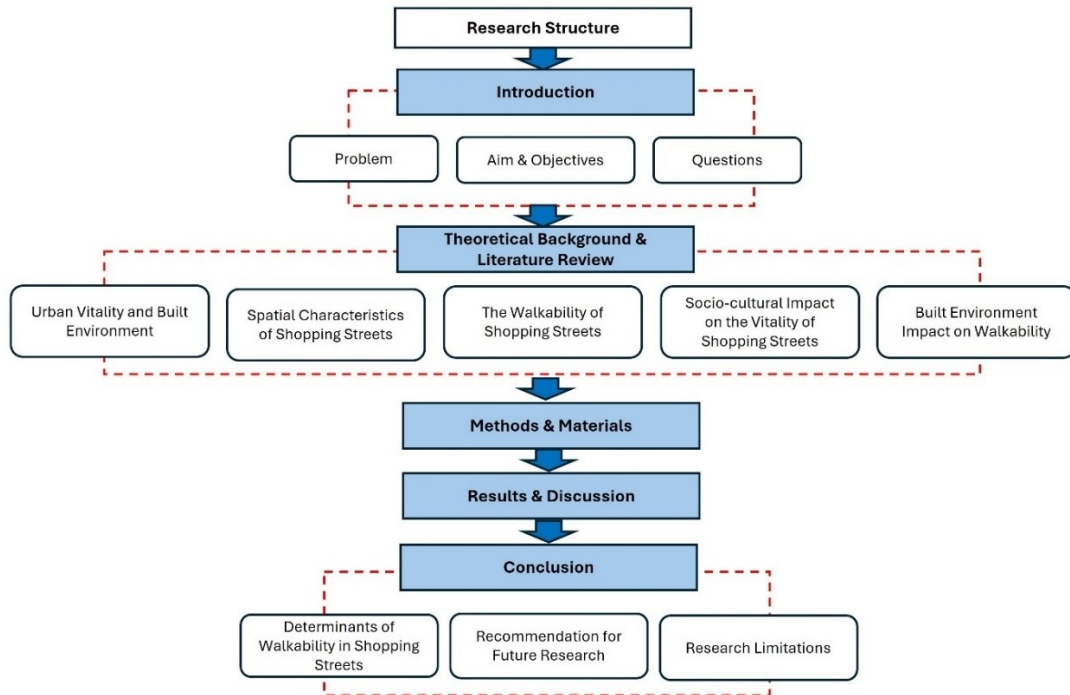 Research Structure
Introduction
Problem
Aim & Objectives
Questions
Theoretical Background &
Literature Review
Urban Vitality and Built
Environment
Spatial Characteristics
of Shopping Streets
The Walkability of
Shopping Streets
Socio-cultural Impact
on the Vitality of
Shopping Streets
Built Environment
Impact on Walkability
Methods & Materials
Results & Discussion
Conclusion
Determinants of
Walkability in Shopping
Streets
Recommendation for
Future Research
Research Limitations